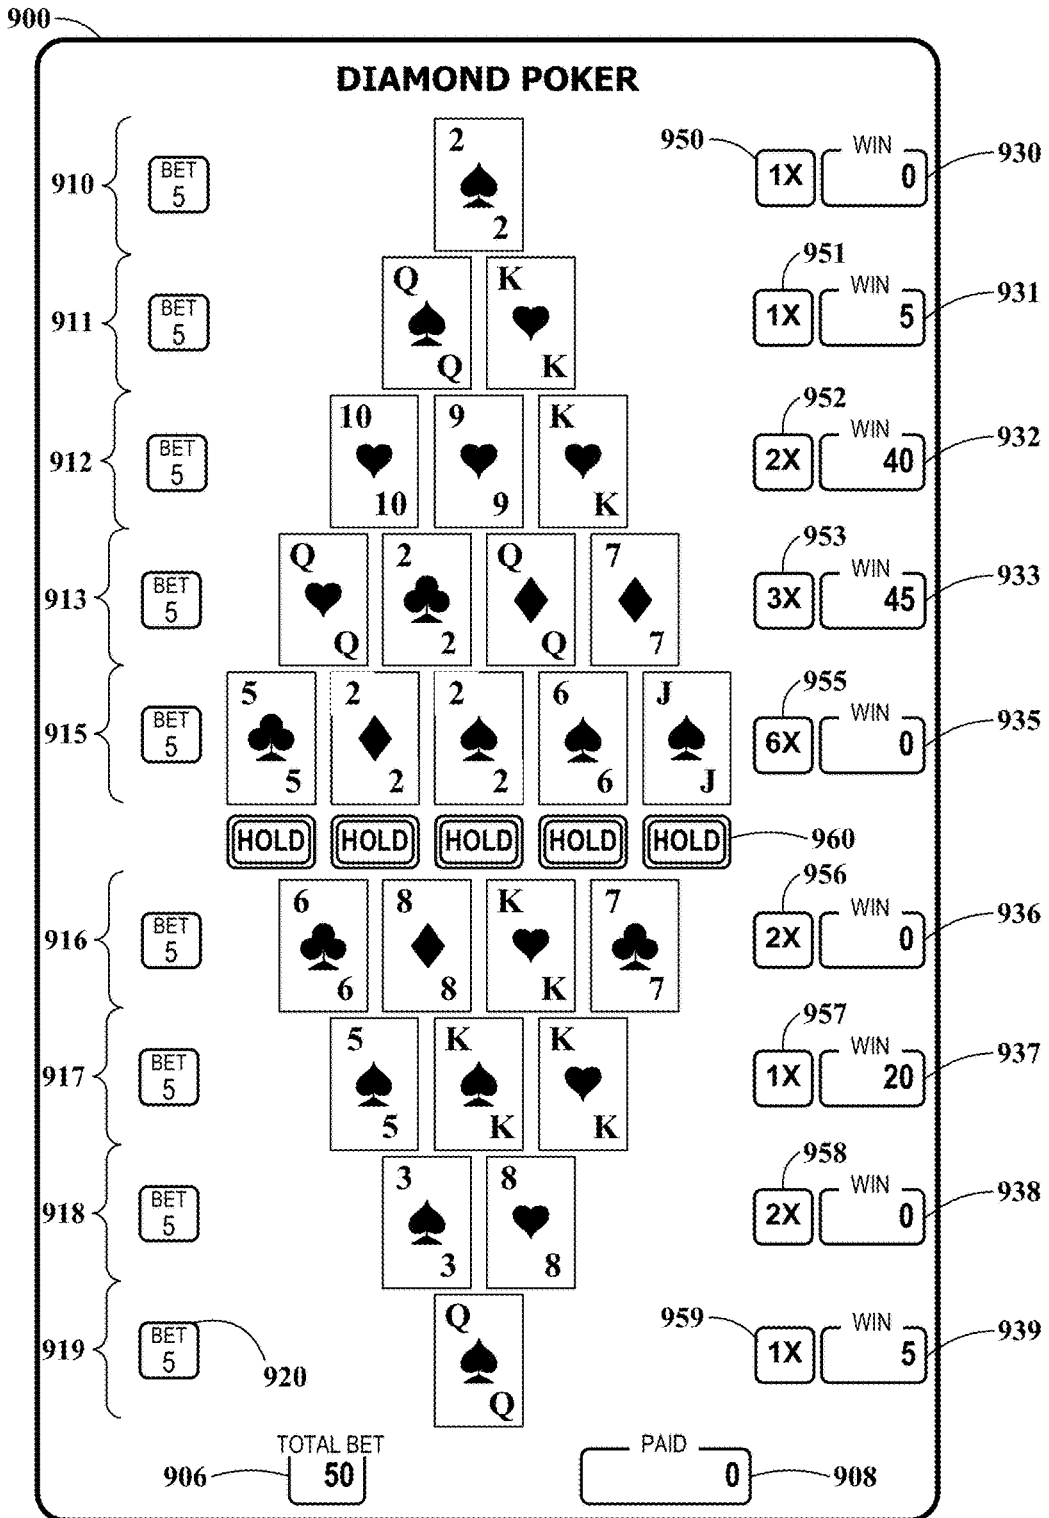 900
DIAMOND POKER
910 BET 5 2 2 950 1X WIN 0 930
911 BET 5 Q Q K K 951 1X WIN 5 931
912 BET 5 10 10 9 9 K K 952 2X WIN 40 932
913 BET 5 Q Q 2 2 Q Q 7 7 953 3X WIN 45 933
915 BET 5 5 5 2 2 2 2 6 6 J J 955 6X WIN 0 935
HOLD HOLD HOLD HOLD HOLD 960
916 BET 5 6 6 8 8 K K 7 7 956 2X WIN 0 936
917 BET 5 5 5 K K K K 957 1X WIN 20 937
918 BET 5 3 3 8 8 958 2X WIN 0 938
919 BET 5 920 Q Q 959 1X WIN 5 939
906 TOTAL BET 50 PAID 0 908